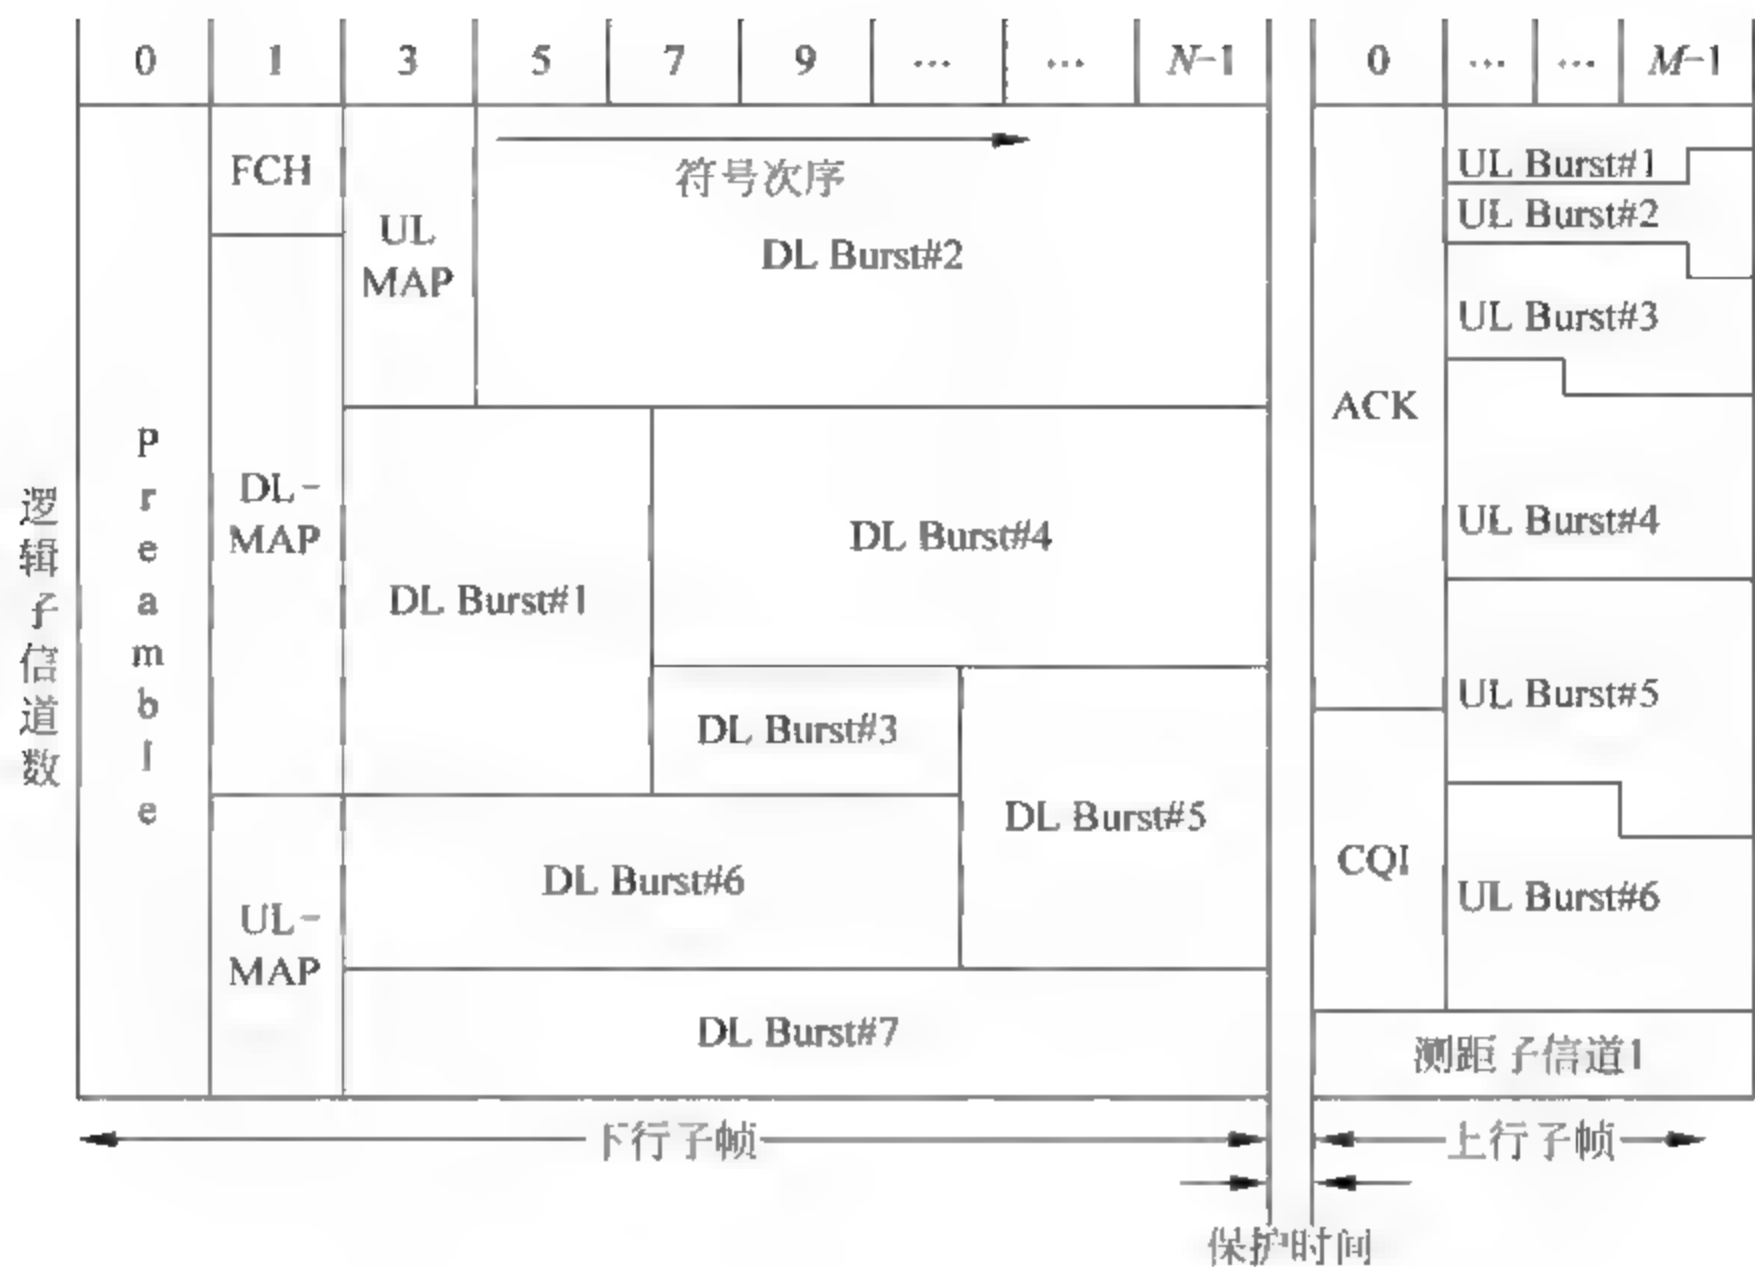 0 1 3 5 7 9 ... ... N-1 0 ... ... M-1
符号次序
FCH
UL
MAP
DL Burst#2
DL-
MAP
DL Burst#1
DL Burst#4
DL Burst#3
DL Burst#5
UL-
MAP
DL Burst#6
DL Burst#7
Preamble
逻辑子信道数
ACK
CQI
UL Burst#1
UL Burst#2
UL Burst#3
UL Burst#4
UL Burst#5
UL Burst#6
测距子信道1
下行子帧
上行子帧
保护时间